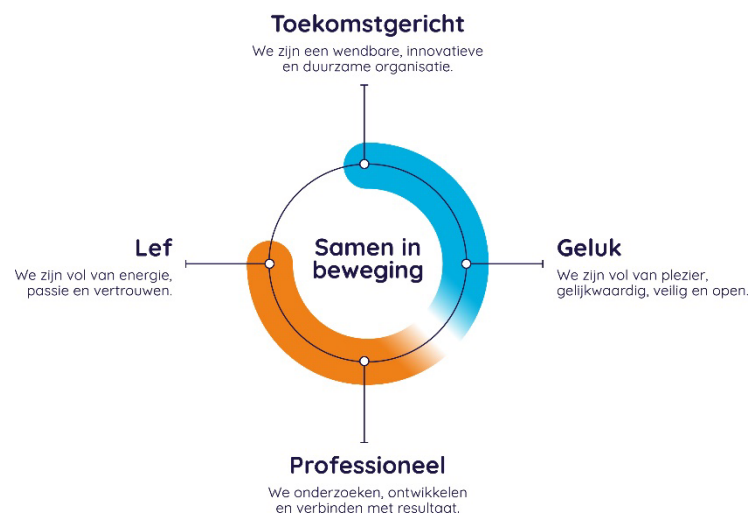 Toekomstgericht
We zijn een wendbare, innovatieve
en duurzame organisatie.
Lef
We zijn vol van energie,
passie en vertrouwen.
Samen in
beweging
Geluk
We zijn vol van plezier,
gelijkwaardig, veilig en open.
Professioneel
We onderzoeken, ontwikkelen
en verbinden met resultaat.